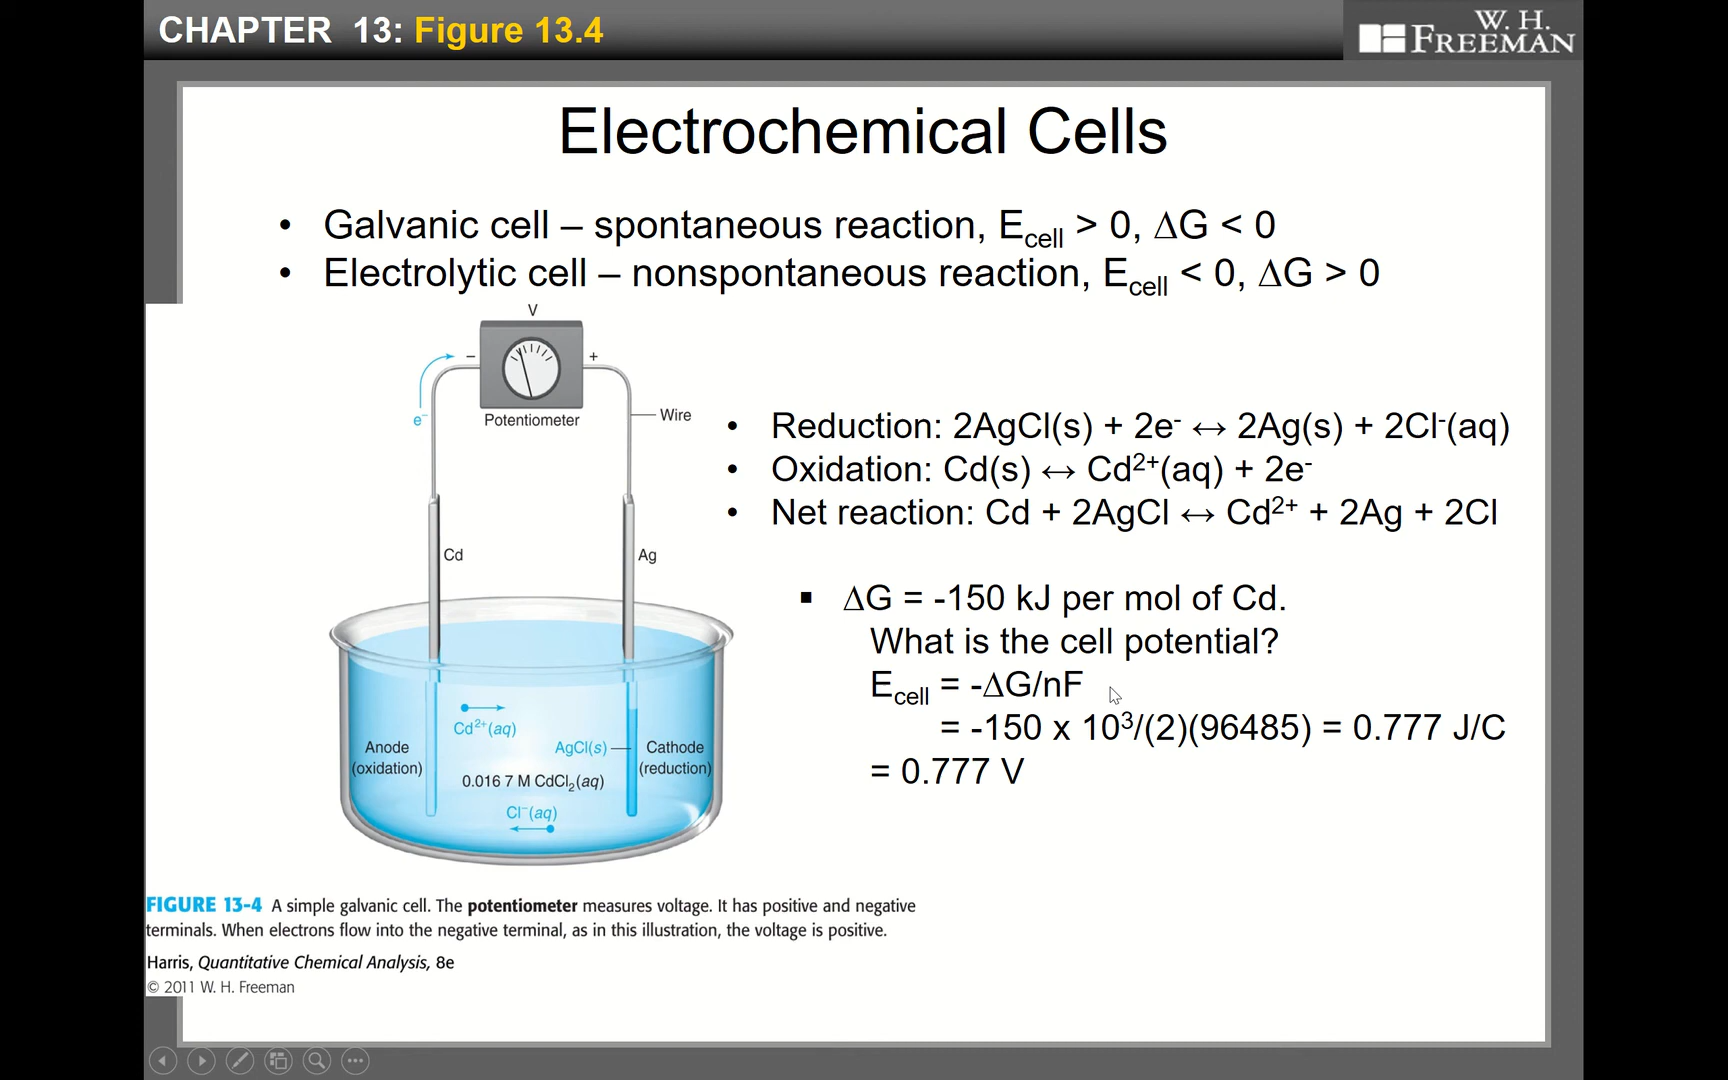 CHAPTER 13: Figure 13.4
W. H. FREEMAN
Electrochemical Cells
• Galvanic cell – spontaneous reaction, Ecell > 0, ΔG < 0
• Electrolytic cell – nonspontaneous reaction, Ecell < 0, ΔG > 0
V
− +
e⁻
Potentiometer
Wire
Cd
Ag
Cd²⁺(aq)
Anode
(oxidation)
AgCl(s)
Cathode
(reduction)
0.016 7 M CdCl₂(aq)
Cl⁻(aq)
• Reduction: 2AgCl(s) + 2e⁻ ↔ 2Ag(s) + 2Cl⁻(aq)
• Oxidation: Cd(s) ↔ Cd²⁺(aq) + 2e⁻
• Net reaction: Cd + 2AgCl ↔ Cd²⁺ + 2Ag + 2Cl
▪ ΔG = -150 kJ per mol of Cd.
What is the cell potential?
Ecell = -ΔG/nF
= -150 x 10³/(2)(96485) = 0.777 J/C
= 0.777 V
FIGURE 13-4 A simple galvanic cell. The potentiometer measures voltage. It has positive and negative
terminals. When electrons flow into the negative terminal, as in this illustration, the voltage is positive.
Harris, Quantitative Chemical Analysis, 8e
© 2011 W. H. Freeman